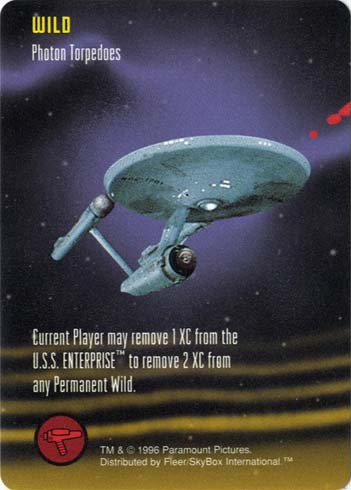 WILD
Photon Torpedoes
Current Player may remove 1 XC from the
U.S.S. ENTERPRISE™ to remove 2 XC from
any Permanent Wild.
TM & © 1996 Paramount Pictures.
Distributed by Fleer/SkyBox International.™